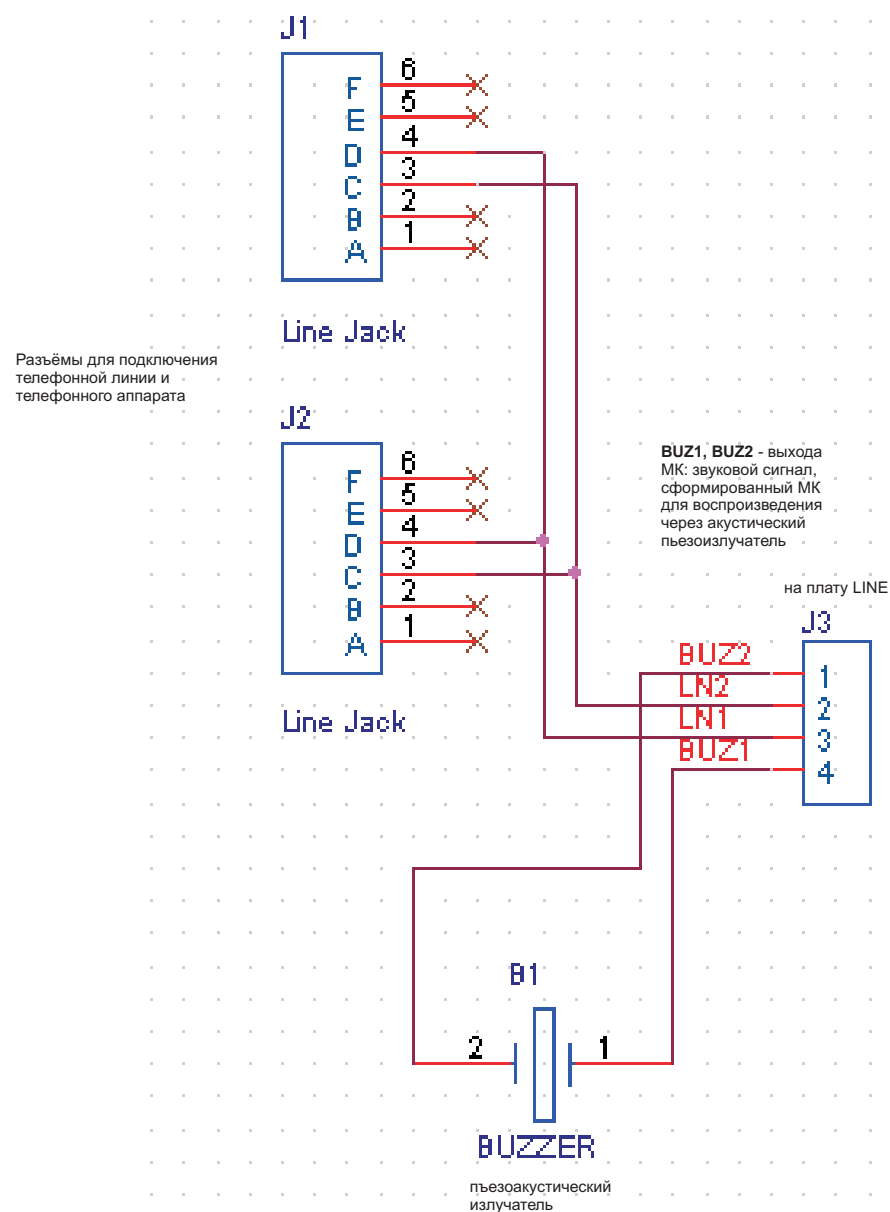 J1
6
F
5
E
4
D
3
C
2
B
1
A
Line Jack
Разъёмы для подключения
телефонной линии и
телефонного аппарата
J2
6
F
5
E
4
D
3
C
2
B
1
A
Line Jack
BUZ1, BUZ2 - выхода
МК: звуковой сигнал,
сформированный МК
для воспроизведения
через акустический
пьезоизлучатель
на плату LINE
J3
BUZ2
1
LN2
2
LN1
3
BUZ1
4
B1
2
1
BUZZER
пъезоакустический
излучатель